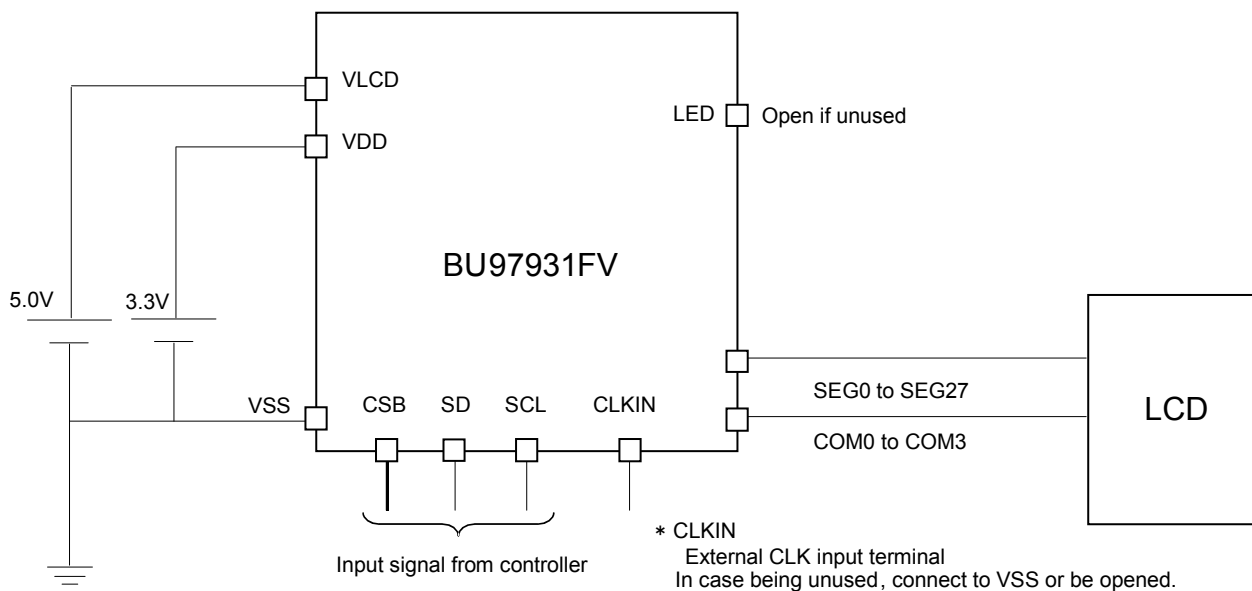 VLCD
LED
Open if unused
VDD
BU97931FV
5.0V
3.3V
VSS
CSB
SD
SCL
CLKIN
SEG0 to SEG27
COM0 to COM3
LCD
Input signal from controller
* CLKIN
External CLK input terminal
In case being unused, connect to VSS or be opened.